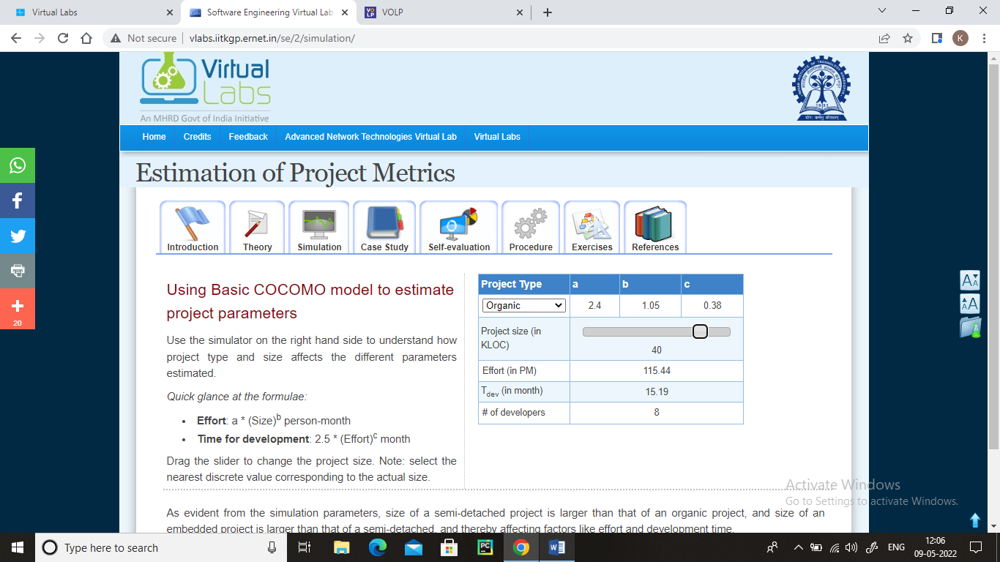 Virtual Labs
Software Engineering Virtual Lab
VOLP
Not secure | vlabs.iitkgp.ernet.in/se/2/simulation/
K
Virtual
Labs
An MHRD Govt of India Initiative
1951
Home Credits Feedback Advanced Network Technologies Virtual Lab Virtual Labs
Estimation of Project Metrics
Introduction Theory Simulation Case Study Self-evaluation Procedure Exercises References
20
Using Basic COCOMO model to estimate
project parameters
Use the simulator on the right hand side to understand how
project type and size affects the different parameters
estimated.
Quick glance at the formulae:
• Effort: a * (Size)^b person-month
• Time for development: 2.5 * (Effort)^c month
Drag the slider to change the project size. Note: select the
nearest discrete value corresponding to the actual size.
Project Type a b c
Organic 2.4 1.05 0.38
Project size (in
KLOC)
40
Effort (in PM) 115.44
Tdev (in month) 15.19
# of developers 8
A A
A A
Activate Windows
Go to Settings to activate Windows.
As evident from the simulation parameters, size of a semi-detached project is larger than that of an organic project, and size of an
embedded project is larger than that of a semi-detached, and thereby affecting factors like effort and development time.
Type here to search
PC
W
ENG
12:06
09-05-2022